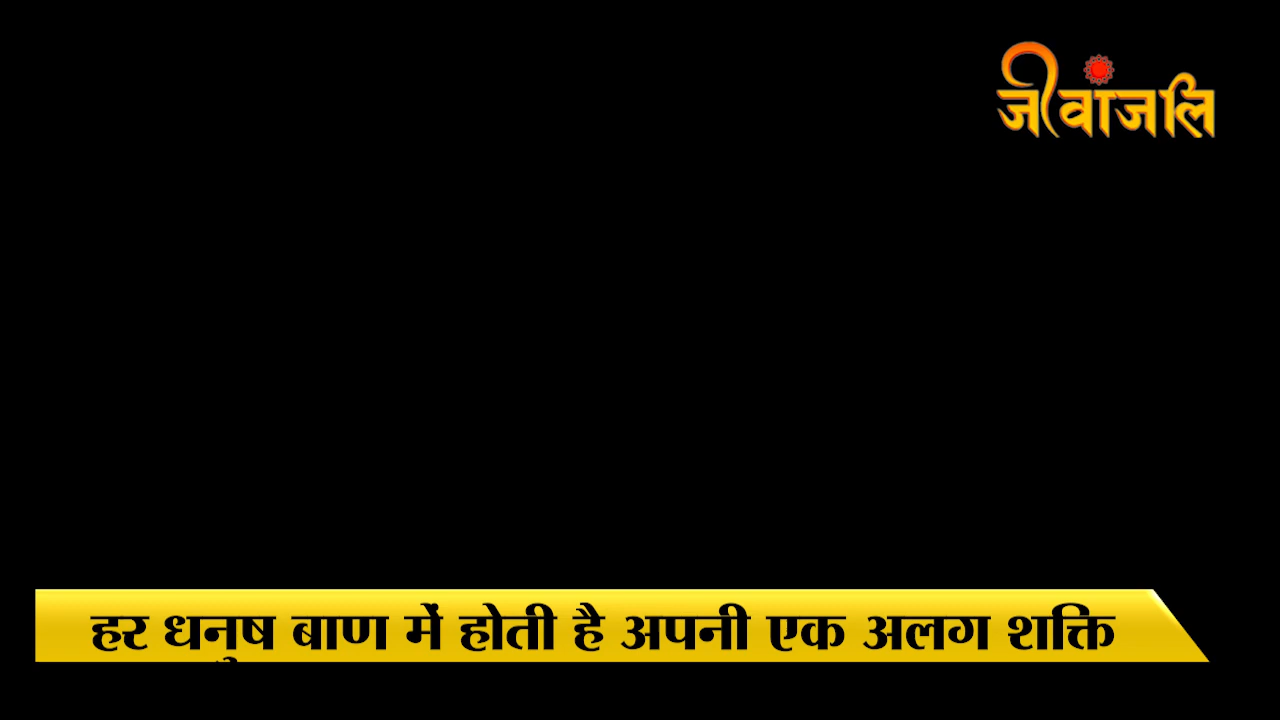 जीवांजलि
हर धनुष बाण में होती है अपनी एक अलग शक्ति